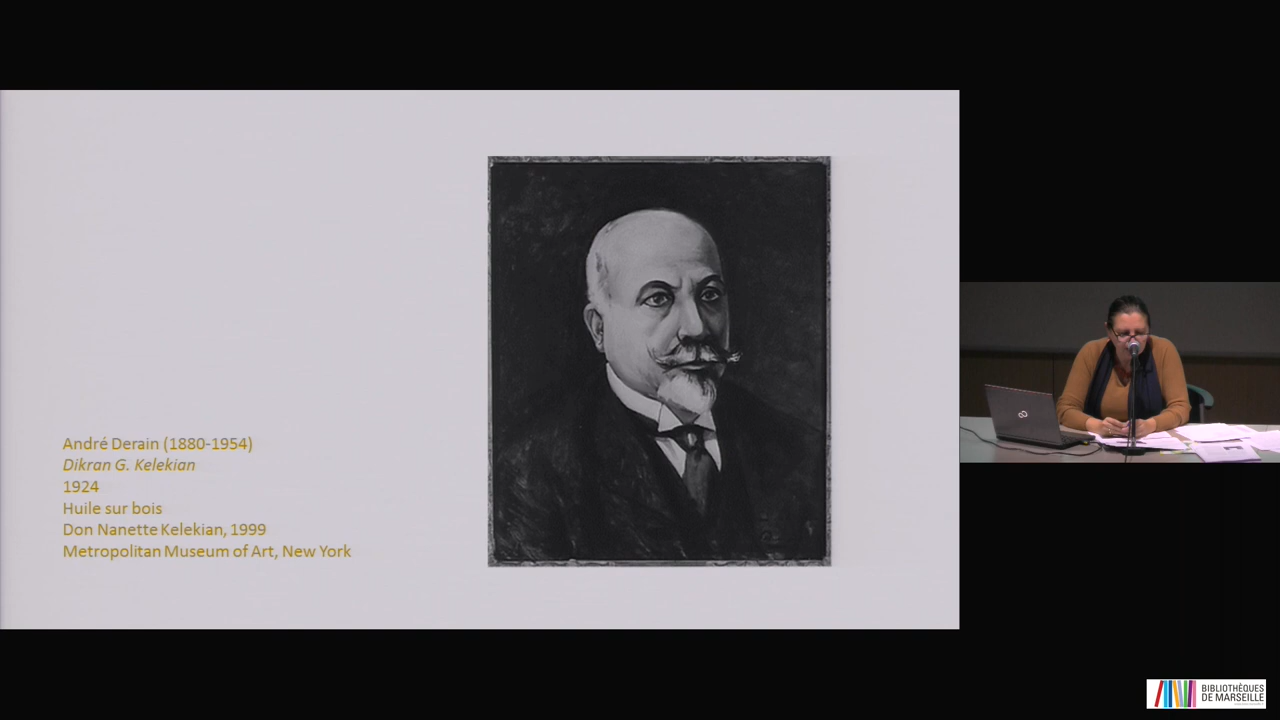 André Derain (1880-1954)
Dikran G. Kelekian
1924
Huile sur bois
Don Nanette Kelekian, 1999
Metropolitan Museum of Art, New York
BIBLIOTHÈQUES
DE MARSEILLE